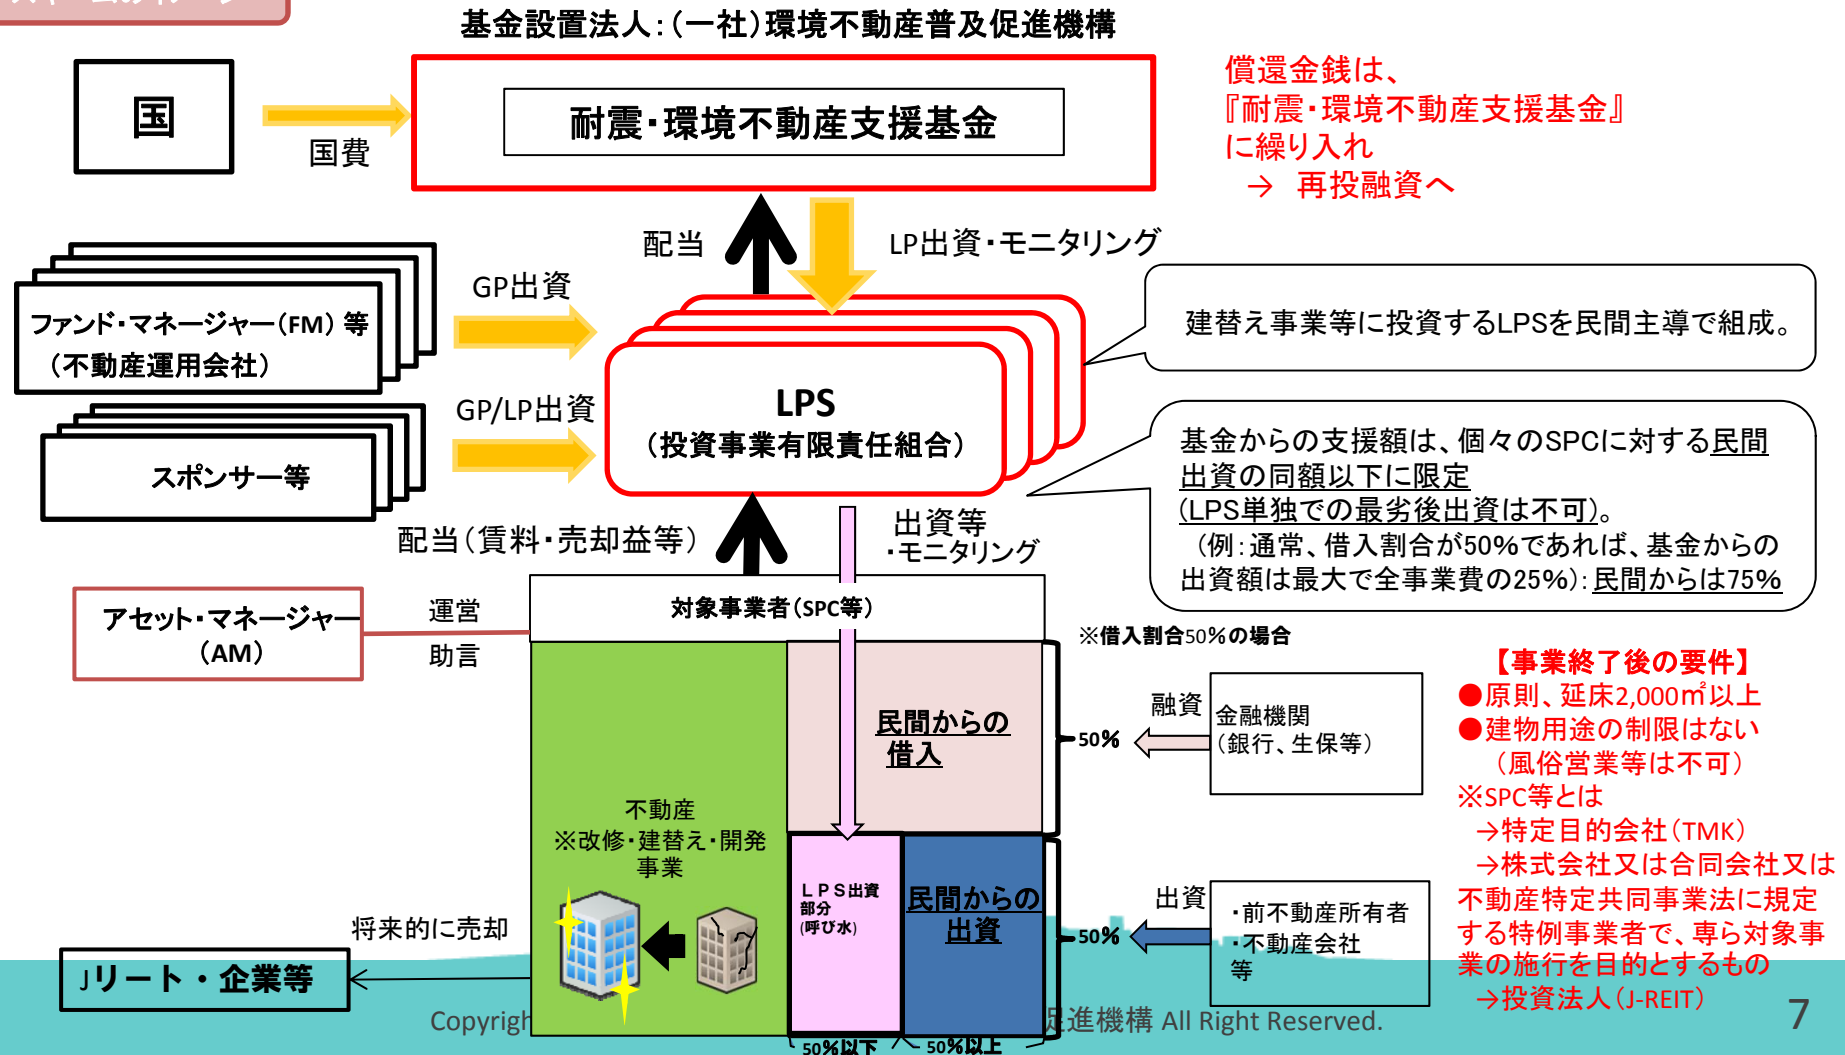 基金設置法人：（一社）環境不動産普及促進機構
国
国費
耐震・環境不動産支援基金
償還金銭は、
『耐震・環境不動産支援基金』
に繰り入れ
→ 再投融資へ
配当
LP出資・モニタリング
ファンド・マネージャー（FM）等
（不動産運用会社）
GP出資
GP/LP出資
スポンサー等
LPS
（投資事業有限責任組合）
建替え事業等に投資するLPSを民間主導で組成。
基金からの支援額は、個々のSPCに対する民間
出資の同額以下に限定
(LPS単独での最劣後出資は不可)。
（例：通常、借入割合が50%であれば、基金からの
出資額は最大で全事業費の25%）：民間からは75%
配当（賃料・売却益等）
出資等
・モニタリング
アセット・マネージャー
（AM）
運営
助言
対象事業者（SPC等）
※借入割合50%の場合
民間からの
借入
50%
融資
金融機関
（銀行、生保等）
不動産
※改修・建替え・開発
事業
ＬＰＳ出資
部分
(呼び水)
民間からの
出資
50%
出資
・前不動産所有者
・不動産会社
等
【事業終了後の要件】
●原則、延床2,000㎡以上
●建物用途の制限はない
（風俗営業等は不可）
※SPC等とは
→特定目的会社（TMK）
→株式会社又は合同会社又は
不動産特定共同事業法に規定
する特例事業者で、専ら対象事
業の施行を目的とするもの
→投資法人（J-REIT）
将来的に売却
Jリート・企業等
50%以下
50%以上
Copyrigh
促進機構 All Right Reserved.
7